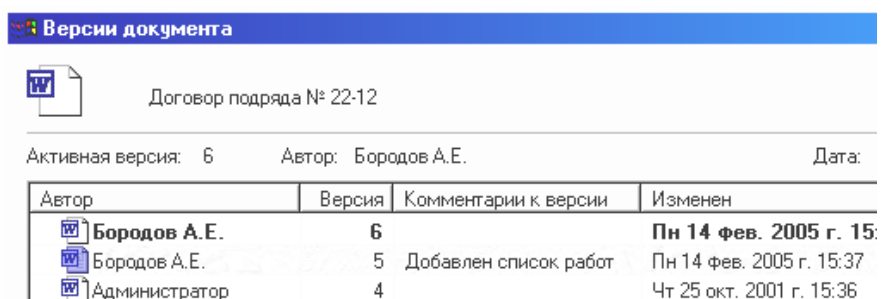 Версии документа
Договор подряда № 22-12
Активная версия: 6 Автор: Бородов А.Е. Дата:
Автор Версия Комментарии к версии Изменен
Бородов А.Е. 6 Пн 14 фев. 2005 г. 15:
Бородов А.Е. 5 Добавлен список работ Пн 14 фев. 2005 г. 15:37
Администратор 4 Чт 25 окт. 2001 г. 15:36